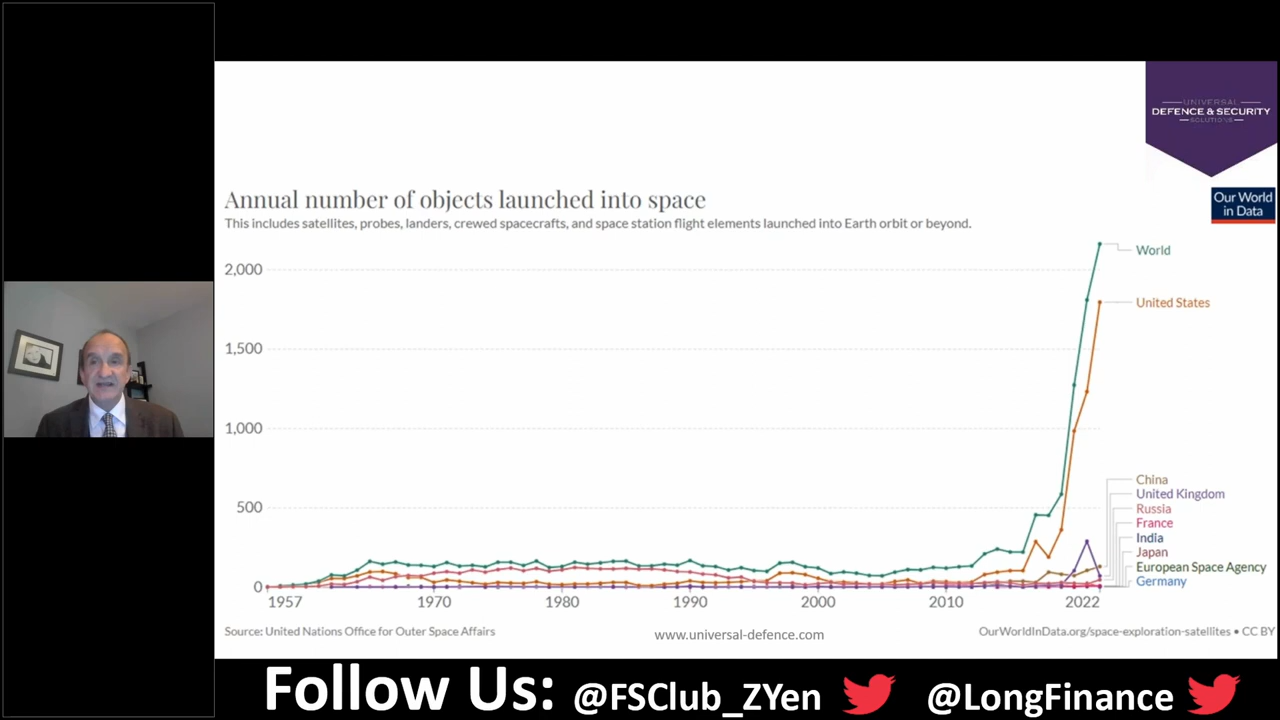 UNIVERSAL
DEFENCE & SECURITY
SOLUTIONS
Annual number of objects launched into space
Our World
in Data
This includes satellites, probes, landers, crewed spacecrafts, and space station flight elements launched into Earth orbit or beyond.
World
2,000
United States
1,500
1,000
China
United Kingdom
500
Russia
France
India
Japan
European Space Agency
0
Germany
1957 1970 1980 1990 2000 2010 2022
Source: United Nations Office for Outer Space Affairs
www.universal-defence.com
OurWorldInData.org/space-exploration-satellites • CC BY
Follow Us: @FSClub_ZYen @LongFinance